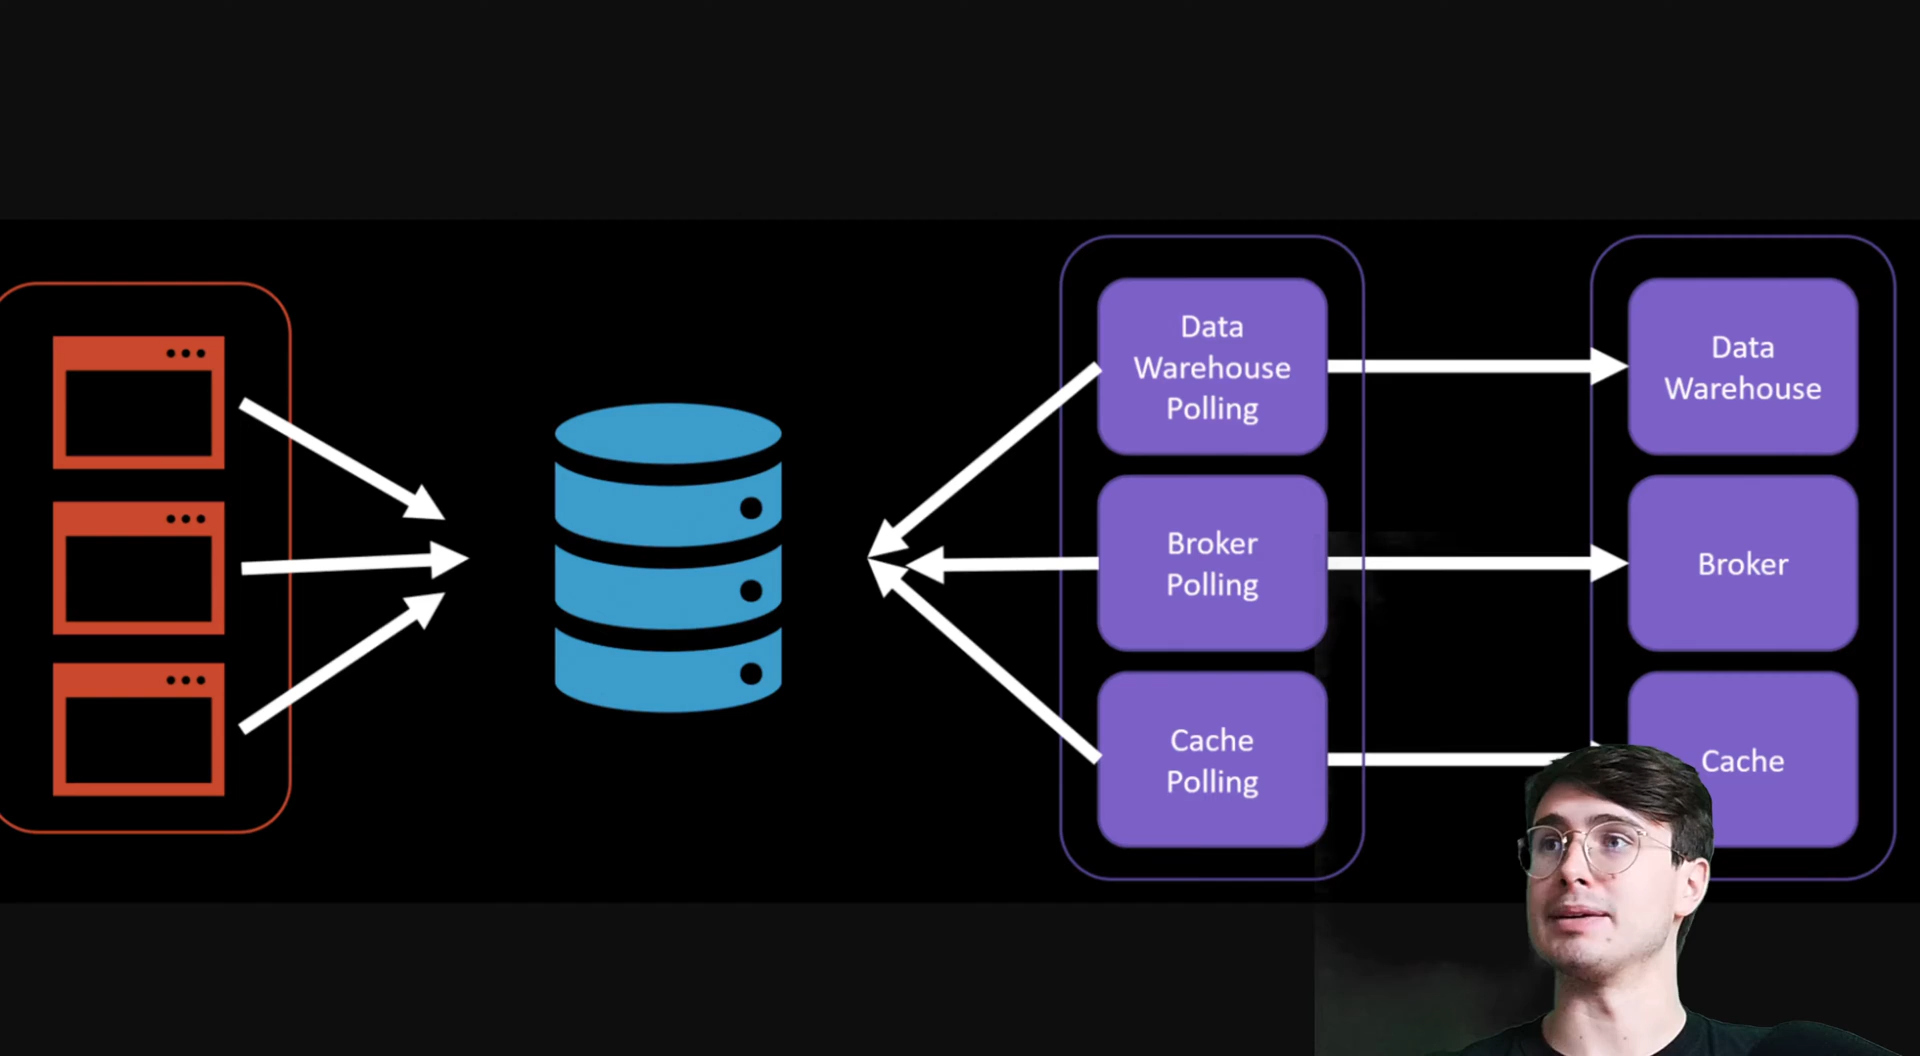 Data
Warehouse
Polling
Data
Warehouse
Broker
Polling
Broker
Cache
Polling
Cache